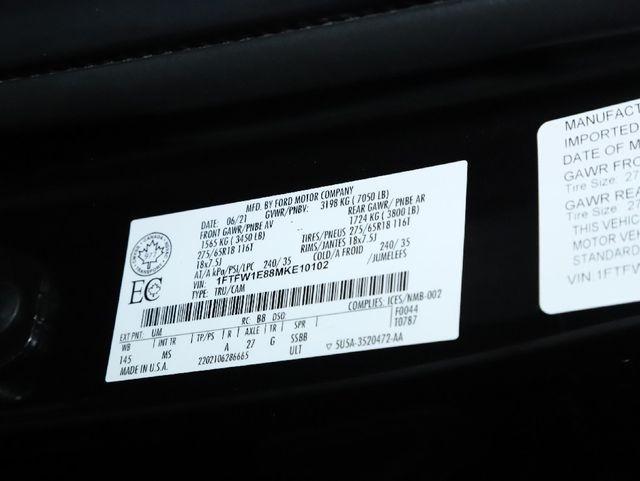 MFD. BY FORD MOTOR COMPANY
DATE: 06/21 GVWR/PNBV: 3198 KG ( 7050 LB)
FRONT GAWR/PNBE AV REAR GAWR/ PNBE AR
1565 KG ( 3450 LB) 1724 KG ( 3800 LB)
275/65R18 116T TIRES/PNEUS 275/65R18 116T
18x7.5J RIMS/JANTES 18x7.5J
AT/A kPa/PSI/LPC 240/ 35 COLD/A FROID 240/ 35
VIN: 1FTFW1E88MKE10102 /JUMELEES
TYPE: TRU/CAM
EC
COMPLIES: ICES/NMB-002
EXT PNT: UM RC BB DSO: F0044
WB INT TR TP/PS R AXLE TR SPR T0787
145 MS A 27 G SSBB
MADE IN U.S.A. 2202106286665 ULT ▽ 5U5A-3520472-AA
MANUFACT
IMPORTED
DATE OF M
GAWR FRO
Tire Size: 27
GAWR REA
Tire Size: 27
THIS VEHIC
MOTOR VEH
STANDARD
VIN:1FTFV